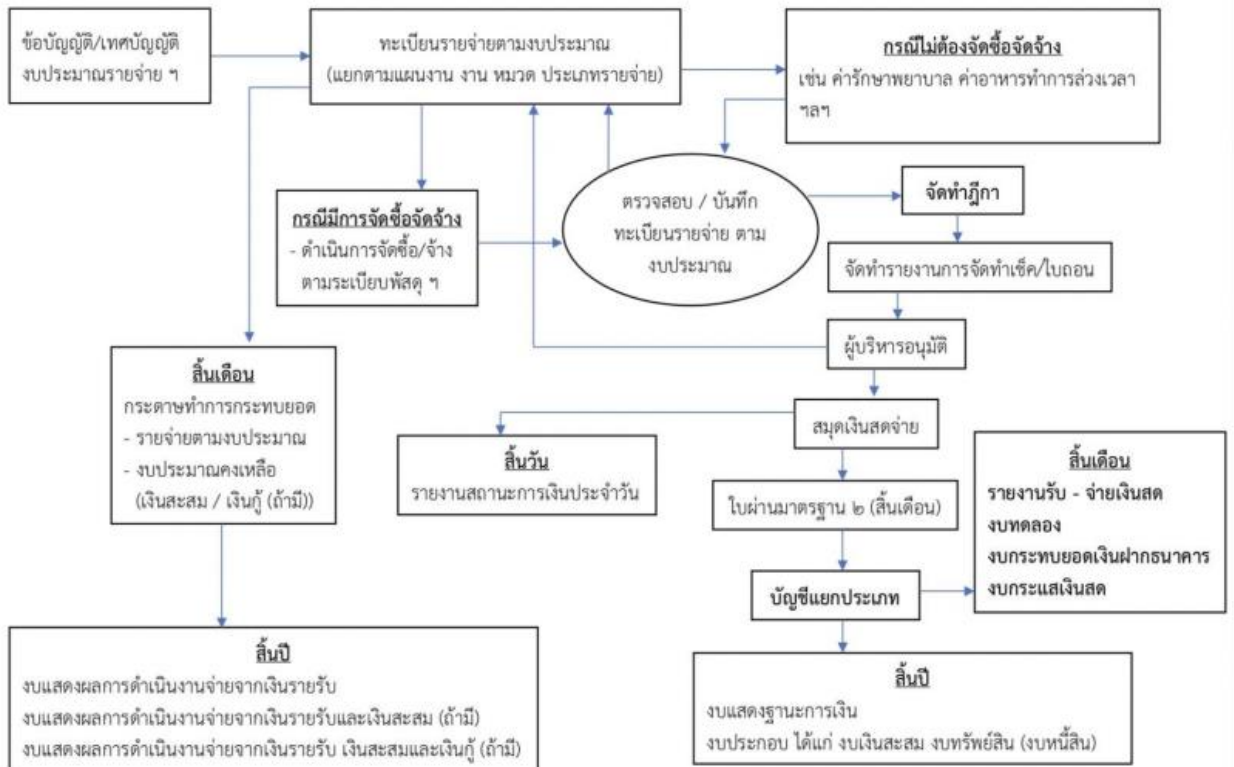 ข้อบัญญัติ/เทศบัญญัติ
งบประมาณรายจ่าย ฯ
ทะเบียนรายจ่ายตามงบประมาณ
(แยกตามแผนงาน งาน หมวด ประเภทรายจ่าย)
กรณีไม่ต้องจัดซื้อจัดจ้าง
เช่น ค่ารักษาพยาบาล ค่าอาหารทำการล่วงเวลา
ฯลฯ
กรณีมีการจัดซื้อจัดจ้าง
- ดำเนินการจัดซื้อ/จ้าง
ตามระเบียบพัสดุ ฯ
ตรวจสอบ / บันทึก
ทะเบียนรายจ่าย ตาม
งบประมาณ
จัดทำฎีกา
จัดทำรายงานการจัดทำเช็ค/ใบถอน
ผู้บริหารอนุมัติ
สิ้นเดือน
กระดาษทำการกระทบยอด
- รายจ่ายตามงบประมาณ
- งบประมาณคงเหลือ
(เงินสะสม / เงินกู้ (ถ้ามี))
สมุดเงินสดจ่าย
สิ้นวัน
รายงานสถานะการเงินประจำวัน
ใบผ่านมาตรฐาน ๒ (สิ้นเดือน)
บัญชีแยกประเภท
สิ้นเดือน
รายงานรับ - จ่ายเงินสด
งบทดลอง
งบกระทบยอดเงินฝากธนาคาร
งบกระแสเงินสด
สิ้นปี
งบแสดงผลการดำเนินงานจ่ายจากเงินรายรับ
งบแสดงผลการดำเนินงานจ่ายจากเงินรายรับและเงินสะสม (ถ้ามี)
งบแสดงผลการดำเนินงานจ่ายจากเงินรายรับ เงินสะสมและเงินกู้ (ถ้ามี)
สิ้นปี
งบแสดงฐานะการเงิน
งบประกอบ ได้แก่ งบเงินสะสม งบทรัพย์สิน (งบหนี้สิน)